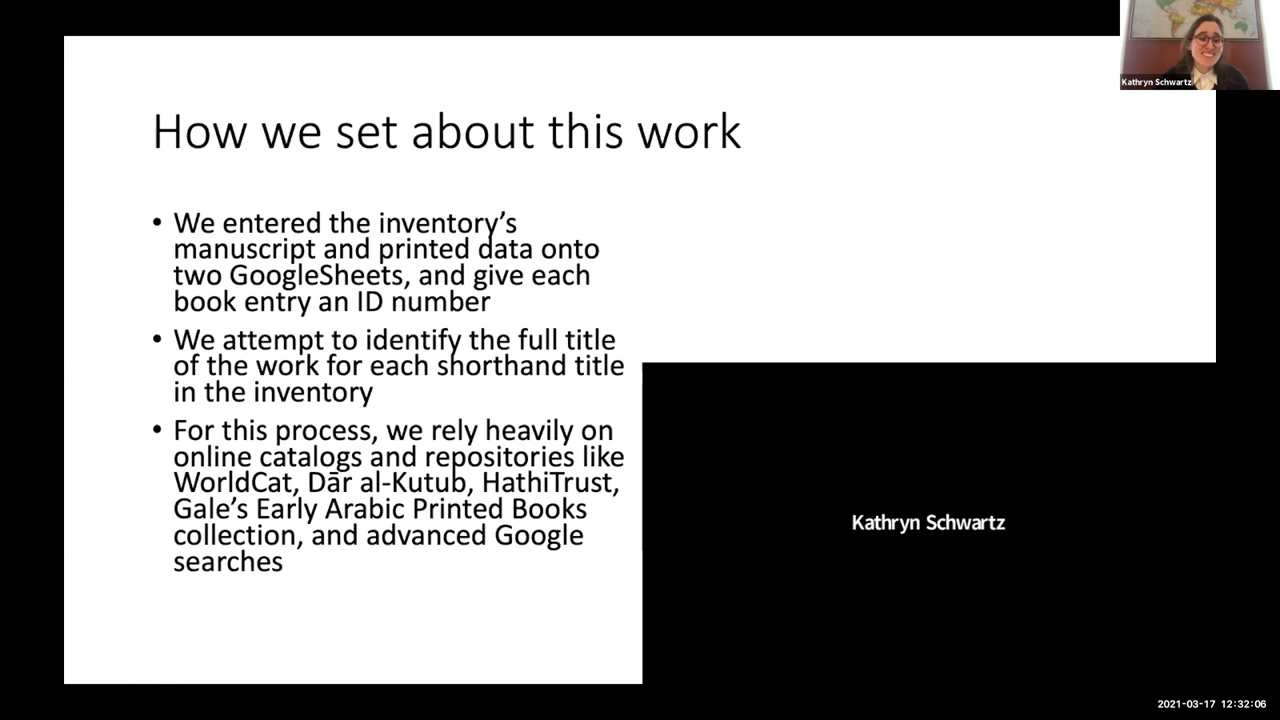 Kathryn Schwartz
How we set about this work
• We entered the inventory's
manuscript and printed data onto
two GoogleSheets, and give each
book entry an ID number
• We attempt to identify the full title
of the work for each shorthand title
in the inventory
• For this process, we rely heavily on
online catalogs and repositories like
WorldCat, Dār al-Kutub, HathiTrust,
Gale's Early Arabic Printed Books
collection, and advanced Google
searches
Kathryn Schwartz
2021-03-17 12:32:06